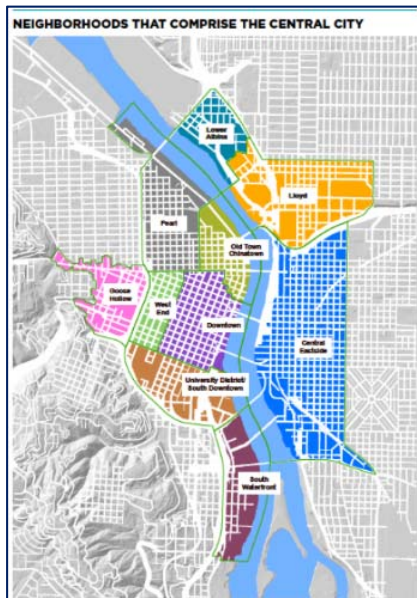 NEIGHBORHOODS THAT COMPRISE THE CENTRAL CITY
Lower
Albina
Lloyd
Pearl
Old Town
Chinatown
Goose
Hollow
West
End
Downtown
Central
Eastside
University District/
South Downtown
South
Waterfront